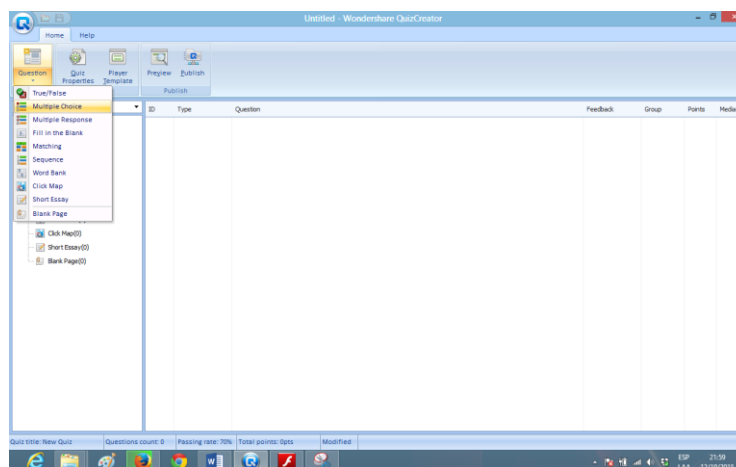 Untitled - Wondershare QuizCreator
Home Help
Question Quiz Properties Player Template Preview Publish
Publish
True/False
Multiple Choice
Multiple Response
Fill in the Blank
Matching
Sequence
Word Bank
Click Map
Short Essay
Blank Page
ID Type Question Feedback Group Points Media
Click Map(0)
Short Essay(0)
Blank Page(0)
Quiz title: New Quiz Questions count: 0 Passing rate: 70% Total points: 0pts Modified
ESP 21:59